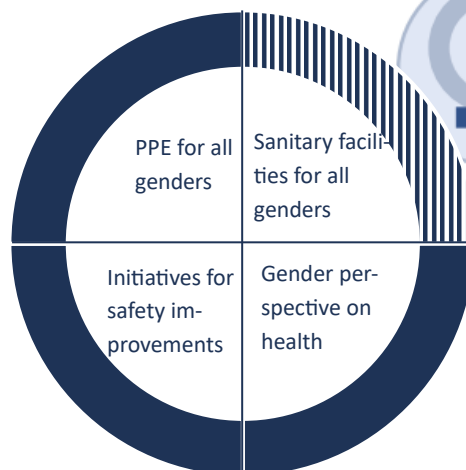 PPE for all
genders
Sanitary facili-
ties for all
genders
Initiatives for
safety im-
provements
Gender per-
spective on
health